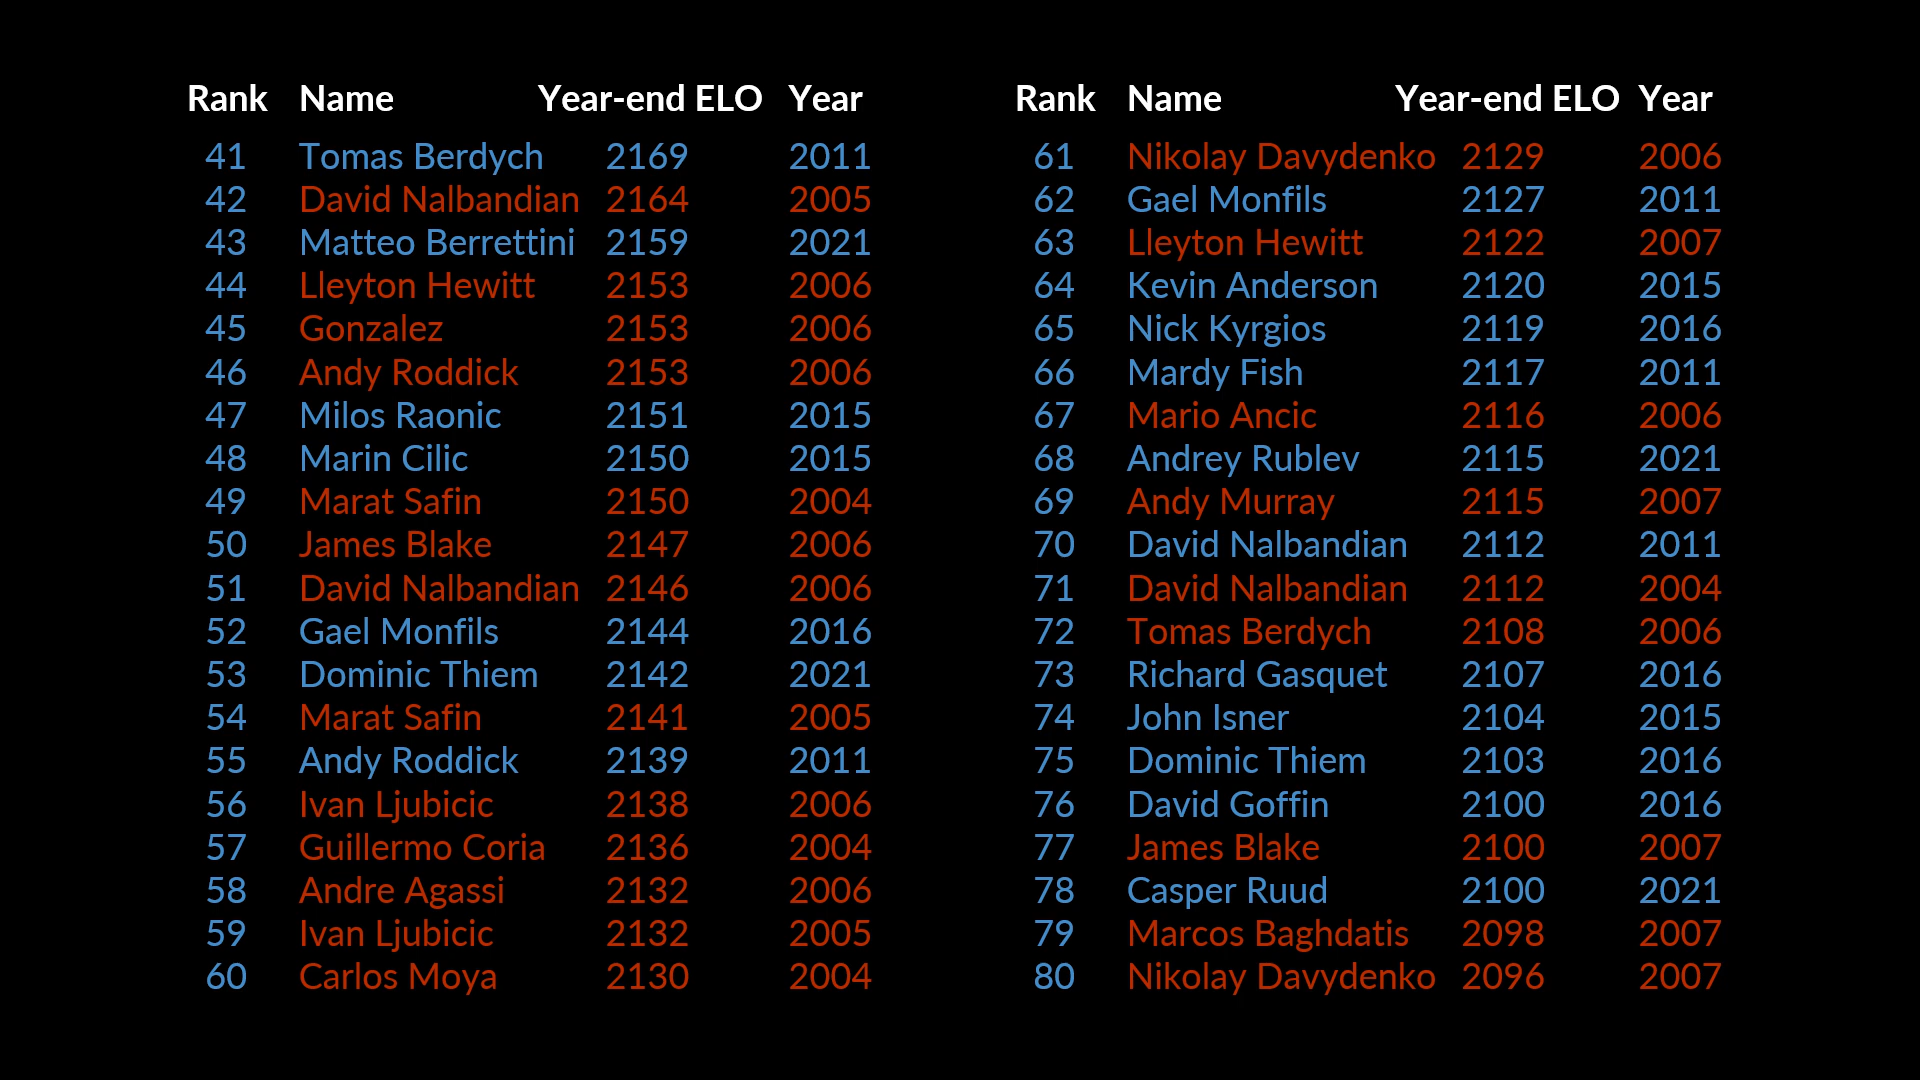 Rank Name Year-end ELO Year
41 Tomas Berdych 2169 2011
42 David Nalbandian 2164 2005
43 Matteo Berrettini 2159 2021
44 Lleyton Hewitt 2153 2006
45 Gonzalez 2153 2006
46 Andy Roddick 2153 2006
47 Milos Raonic 2151 2015
48 Marin Cilic 2150 2015
49 Marat Safin 2150 2004
50 James Blake 2147 2006
51 David Nalbandian 2146 2006
52 Gael Monfils 2144 2016
53 Dominic Thiem 2142 2021
54 Marat Safin 2141 2005
55 Andy Roddick 2139 2011
56 Ivan Ljubicic 2138 2006
57 Guillermo Coria 2136 2004
58 Andre Agassi 2132 2006
59 Ivan Ljubicic 2132 2005
60 Carlos Moya 2130 2004
Rank Name Year-end ELO Year
61 Nikolay Davydenko 2129 2006
62 Gael Monfils 2127 2011
63 Lleyton Hewitt 2122 2007
64 Kevin Anderson 2120 2015
65 Nick Kyrgios 2119 2016
66 Mardy Fish 2117 2011
67 Mario Ancic 2116 2006
68 Andrey Rublev 2115 2021
69 Andy Murray 2115 2007
70 David Nalbandian 2112 2011
71 David Nalbandian 2112 2004
72 Tomas Berdych 2108 2006
73 Richard Gasquet 2107 2016
74 John Isner 2104 2015
75 Dominic Thiem 2103 2016
76 David Goffin 2100 2016
77 James Blake 2100 2007
78 Casper Ruud 2100 2021
79 Marcos Baghdatis 2098 2007
80 Nikolay Davydenko 2096 2007